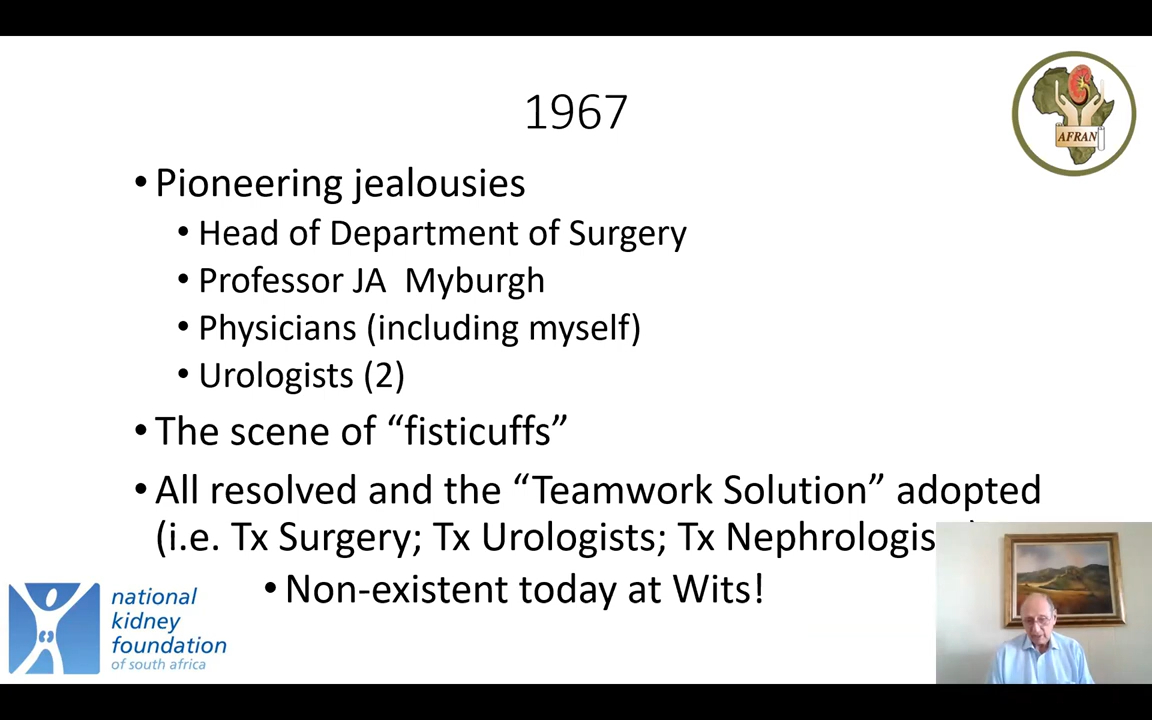 1967
AFRAN
• Pioneering jealousies
• Head of Department of Surgery
• Professor JA  Myburgh
• Physicians (including myself)
• Urologists (2)
• The scene of “fisticuffs”
• All resolved and the “Teamwork Solution” adopted
(i.e. Tx Surgery; Tx Urologists; Tx
• Non-existent today at Wits!
national
kidney
foundation
of south africa